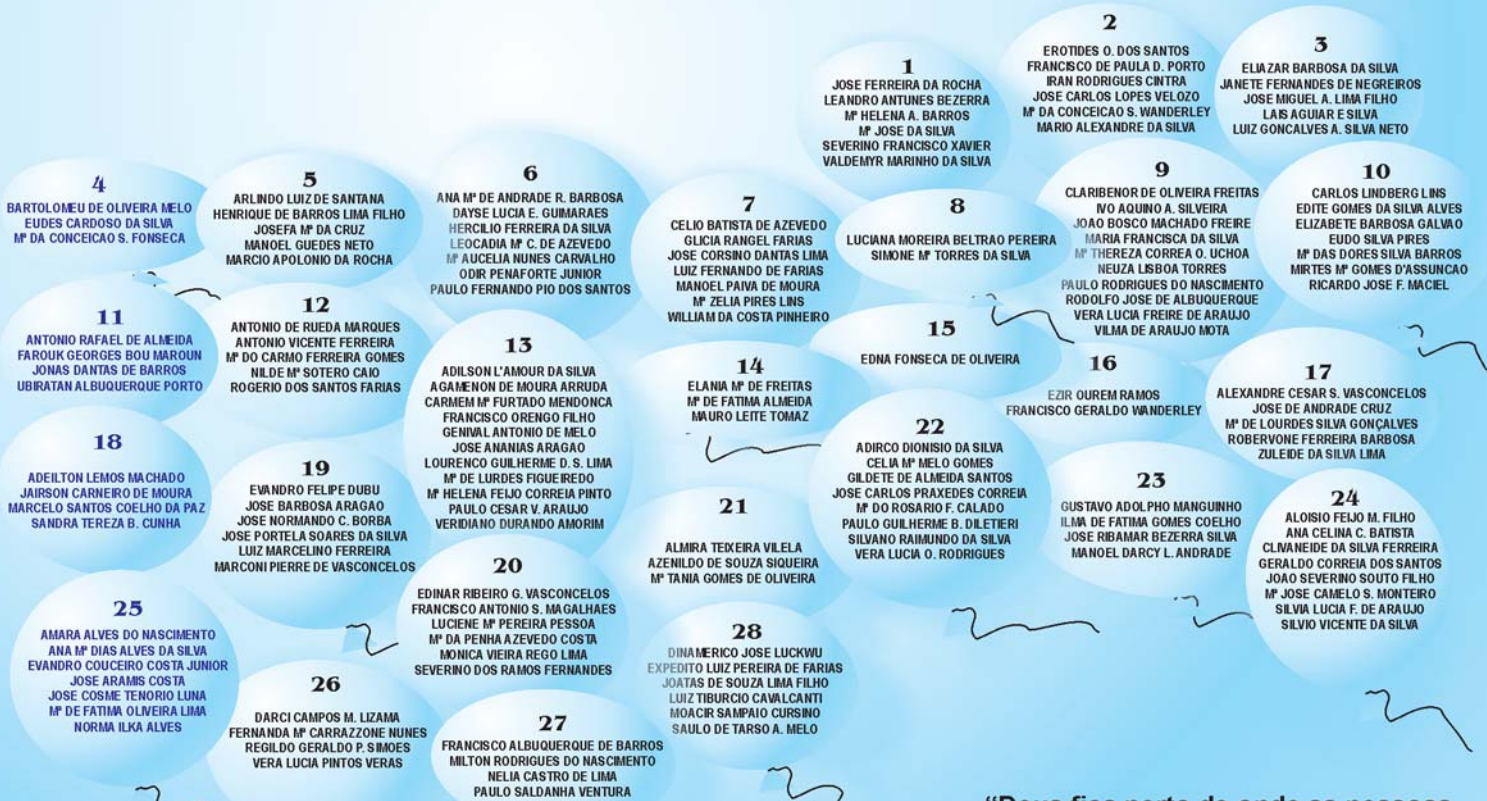 1
JOSE FERREIRA DA ROCHA
LEANDRO ANTUNES BEZERRA
Mª HELENA A. BARROS
Mª JOSE DA SILVA
SEVERINO FRANCISCO XAVIER
VALDEMYR MARINHO DA SILVA
2
EROTIDES O. DOS SANTOS
FRANCISCO DE PAULA D. PORTO
IRAN RODRIGUES CINTRA
JOSE CARLOS LOPES VELOZO
Mª DA CONCEICAO S. WANDERLEY
MARIO ALEXANDRE DA SILVA
3
ELIAZAR BARBOSA DA SILVA
JANETE FERNANDES DE NEGREIROS
JOSE MIGUEL A. LIMA FILHO
LAIS AGUIAR E SILVA
LUIZ GONCALVES A. SILVA NETO
4
BARTOLOMEU DE OLIVEIRA MELO
EUDES CARDOSO DA SILVA
Mª DA CONCEICAO S. FONSECA
5
ARLINDO LUIZ DE SANTANA
HENRIQUE DE BARROS LIMA FILHO
JOSEFA Mª DA CRUZ
MANOEL GUEDES NETO
MARCIO APOLONIO DA ROCHA
6
ANA Mª DE ANDRADE R. BARBOSA
DAYSE LUCIA E. GUIMARAES
HERCILIO FERREIRA DA SILVA
LEOCADIA Mª C. DE AZEVEDO
Mª AUCELIA NUNES CARVALHO
ODIR PENAFORTE JUNIOR
PAULO FERNANDO PIO DOS SANTOS
7
CELIO BATISTA DE AZEVEDO
GLICIA RANGEL FARIAS
JOSE CORSINO DANTAS LIMA
LUIZ FERNANDO DE FARIAS
MANOEL PAIVA DE MOURA
Mª ZELIA PIRES LINS
WILLIAM DA COSTA PINHEIRO
8
LUCIANA MOREIRA BELTRAO PEREIRA
SIMONE Mª TORRES DA SILVA
9
CLARIBENOR DE OLIVEIRA FREITAS
IVO AQUINO A. SILVEIRA
JOAO BOSCO MACHADO FREIRE
MARIA FRANCISCA DA SILVA
Mª THEREZA CORREA O. UCHOA
NEUZA LISBOA TORRES
PAULO RODRIGUES DO NASCIMENTO
RODOLFO JOSE DE ALBUQUERQUE
VERA LUCIA FREIRE DE ARAUJO
VILMA DE ARAUJO MOTA
10
CARLOS LINDBERG LINS
EDITE GOMES DA SILVA ALVES
ELIZABETE BARBOSA GALVAO
EUDO SILVA PIRES
Mª DAS DORES SILVA BARROS
MIRTES Mª GOMES D'ASSUNCAO
RICARDO JOSE F. MACIEL
11
ANTONIO RAFAEL DE ALMEIDA
FAROUK GEORGES BOU MAROUN
JONAS DANTAS DE BARROS
UBIRATAN ALBUQUERQUE PORTO
12
ANTONIO DE RUEDA MARQUES
ANTONIO VICENTE FERREIRA
Mª DO CARMO FERREIRA GOMES
NILDE Mª SOTERO CAIO
ROGERIO DOS SANTOS FARIAS
13
ADILSON L'AMOUR DA SILVA
AGAMENON DE MOURA ARRUDA
CARMEM Mª FURTADO MENDONCA
FRANCISCO ORENGO FILHO
GENIVAL ANTONIO DE MELO
JOSE ANANIAS ARAGAO
LOURENCO GUILHERME D. S. LIMA
Mª DE LURDES FIGUEIREDO
Mª HELENA FEIJO CORREIA PINTO
PAULO CESAR V. ARAUJO
VERIDIANO DURANDO AMORIM
14
ELANIA Mª DE FREITAS
Mª DE FATIMA ALMEIDA
MAURO LEITE TOMAZ
15
EDNA FONSECA DE OLIVEIRA
16
EZIR OUREM RAMOS
FRANCISCO GERALDO WANDERLEY
17
ALEXANDRE CESAR S. VASCONCELOS
JOSE DE ANDRADE CRUZ
Mª DE LOURDES SILVA GONÇALVES
ROBERVONE FERREIRA BARBOSA
ZULEIDE DA SILVA LIMA
18
ADEILTON LEMOS MACHADO
JAIRSON CARNEIRO DE MOURA
MARCELO SANTOS COELHO DA PAZ
SANDRA TEREZA B. CUNHA
19
EVANDRO FELIPE DUBU
JOSE BARBOSA ARAGAO
JOSE NORMANDO C. BORBA
JOSE PORTELA SOARES DA SILVA
LUIZ MARCELINO FERREIRA
MARCONI PIERRE DE VASCONCELOS
20
EDINAR RIBEIRO G. VASCONCELOS
FRANCISCO ANTONIO S. MAGALHAES
LUCIENE Mª PEREIRA PESSOA
Mª DA PENHA AZEVEDO COSTA
MONICA VIEIRA REGO LIMA
SEVERINO DOS RAMOS FERNANDES
21
ALMIRA TEIXEIRA VILELA
AZENILDO DE SOUZA SIQUEIRA
Mª TANIA GOMES DE OLIVEIRA
22
ADIRCO DIONISIO DA SILVA
CELIA Mª MELO GOMES
GILDETE DE ALMEIDA SANTOS
JOSE CARLOS PRAXEDES CORREIA
Mª DO ROSARIO F. CALADO
PAULO GUILHERME B. DILETIERI
SILVANO RAIMUNDO DA SILVA
VERA LUCIA O. RODRIGUES
23
GUSTAVO ADOLPHO MANGUINHO
ILMA DE FATIMA GOMES COELHO
JOSE RIBAMAR BEZERRA SILVA
MANOEL DARCY L. ANDRADE
24
ALOISIO FEIJO M. FILHO
ANA CELINA C. BATISTA
CLIVANEIDE DA SILVA FERREIRA
GERALDO CORREIA DOS SANTOS
JOAO SEVERINO SOUTO FILHO
Mª JOSE CAMELO S. MONTEIRO
SILVIA LUCIA F. DE ARAUJO
SILVIO VICENTE DA SILVA
25
AMARA ALVES DO NASCIMENTO
ANA Mª DIAS ALVES DA SILVA
EVANDRO COUCEIRO COSTA JUNIOR
JOSE ARAMIS COSTA
JOSE COSME TENORIO LUNA
Mª DE FATIMA OLIVEIRA LIMA
NORMA ILKA ALVES
26
DARCI CAMPOS M. LIZAMA
FERNANDA Mª CARRAZZONE NUNES
REGILDO GERALDO P. SIMOES
VERA LUCIA PINTOS VERAS
27
FRANCISCO ALBUQUERQUE DE BARROS
MILTON RODRIGUES DO NASCIMENTO
NELIA CASTRO DE LIMA
PAULO SALDANHA VENTURA
28
DINAMERICO JOSE LUCKWU
EXPEDITO LUIZ PEREIRA DE FARIAS
JOATAS DE SOUZA LIMA FILHO
LUIZ TIBURCIO CAVALCANTI
MOACIR SAMPAIO CURSINO
SAULO DE TARSO A. MELO